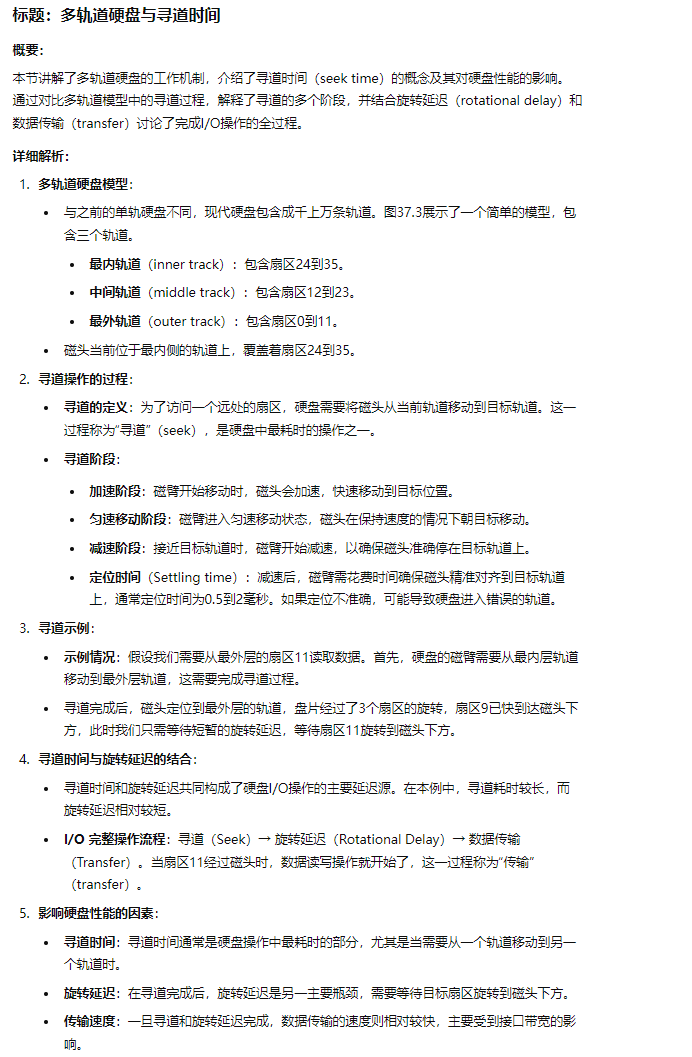 标题：多轨道硬盘与寻道时间
概要：
本节讲解了多轨道硬盘的工作机制，介绍了寻道时间（seek time）的概念及其对硬盘性能的影响。
通过对比多轨道模型中的寻道过程，解释了寻道的多个阶段，并结合旋转延迟（rotational delay）和
数据传输（transfer）讨论了完成I/O操作的全过程。
详细解析：
1. 多轨道硬盘模型：
• 与之前的单轨硬盘不同，现代硬盘包含成千上万条轨道。图37.3展示了一个简单的模型，包
含三个轨道。
• 最内轨道（inner track）：包含扇区24到35。
• 中间轨道（middle track）：包含扇区12到23。
• 最外轨道（outer track）：包含扇区0到11。
• 磁头当前位于最内侧的轨道上，覆盖着扇区24到35。
2. 寻道操作的过程：
• 寻道的定义：为了访问一个远处的扇区，硬盘需要将磁头从当前轨道移动到目标轨道。这一
过程称为“寻道”（seek），是硬盘中最耗时的操作之一。
• 寻道阶段：
• 加速阶段：磁臂开始移动时，磁头会加速，快速移动到目标位置。
• 匀速移动阶段：磁臂进入匀速移动状态，磁头在保持速度的情况下朝目标移动。
• 减速阶段：接近目标轨道时，磁臂开始减速，以确保磁头准确停在目标轨道上。
• 定位时间（Settling time）：减速后，磁臂需花费时间确保磁头精准对齐到目标轨道
上，通常定位时间为0.5到2毫秒。如果定位不准确，可能导致硬盘进入错误的轨道。
3. 寻道示例：
• 示例情况：假设我们需要从最外层的扇区11读取数据。首先，硬盘的磁臂需要从最内层轨道
移动到最外层轨道，这需要完成寻道过程。
• 寻道完成后，磁头定位到最外层的轨道，盘片经过了3个扇区的旋转，扇区9已快到达磁头下
方，此时我们只需等待短暂的旋转延迟，等待扇区11旋转到磁头下方。
4. 寻道时间与旋转延迟的结合：
• 寻道时间和旋转延迟共同构成了硬盘I/O操作的主要延迟源。在本例中，寻道耗时较长，而
旋转延迟相对较短。
• I/O 完整操作流程：寻道（Seek）→ 旋转延迟（Rotational Delay）→ 数据传输
（Transfer）。当扇区11经过磁头时，数据读写操作就开始了，这一过程称为“传输”
（transfer）。
5. 影响硬盘性能的因素：
• 寻道时间：寻道时间通常是硬盘操作中最耗时的部分，尤其是当需要从一个轨道移动到另一
个轨道时。
• 旋转延迟：在寻道完成后，旋转延迟是另一主要瓶颈，需要等待目标扇区旋转到磁头下方。
• 传输速度：一旦寻道和旋转延迟完成，数据传输的速度则相对较快，主要受到接口带宽的影
响。